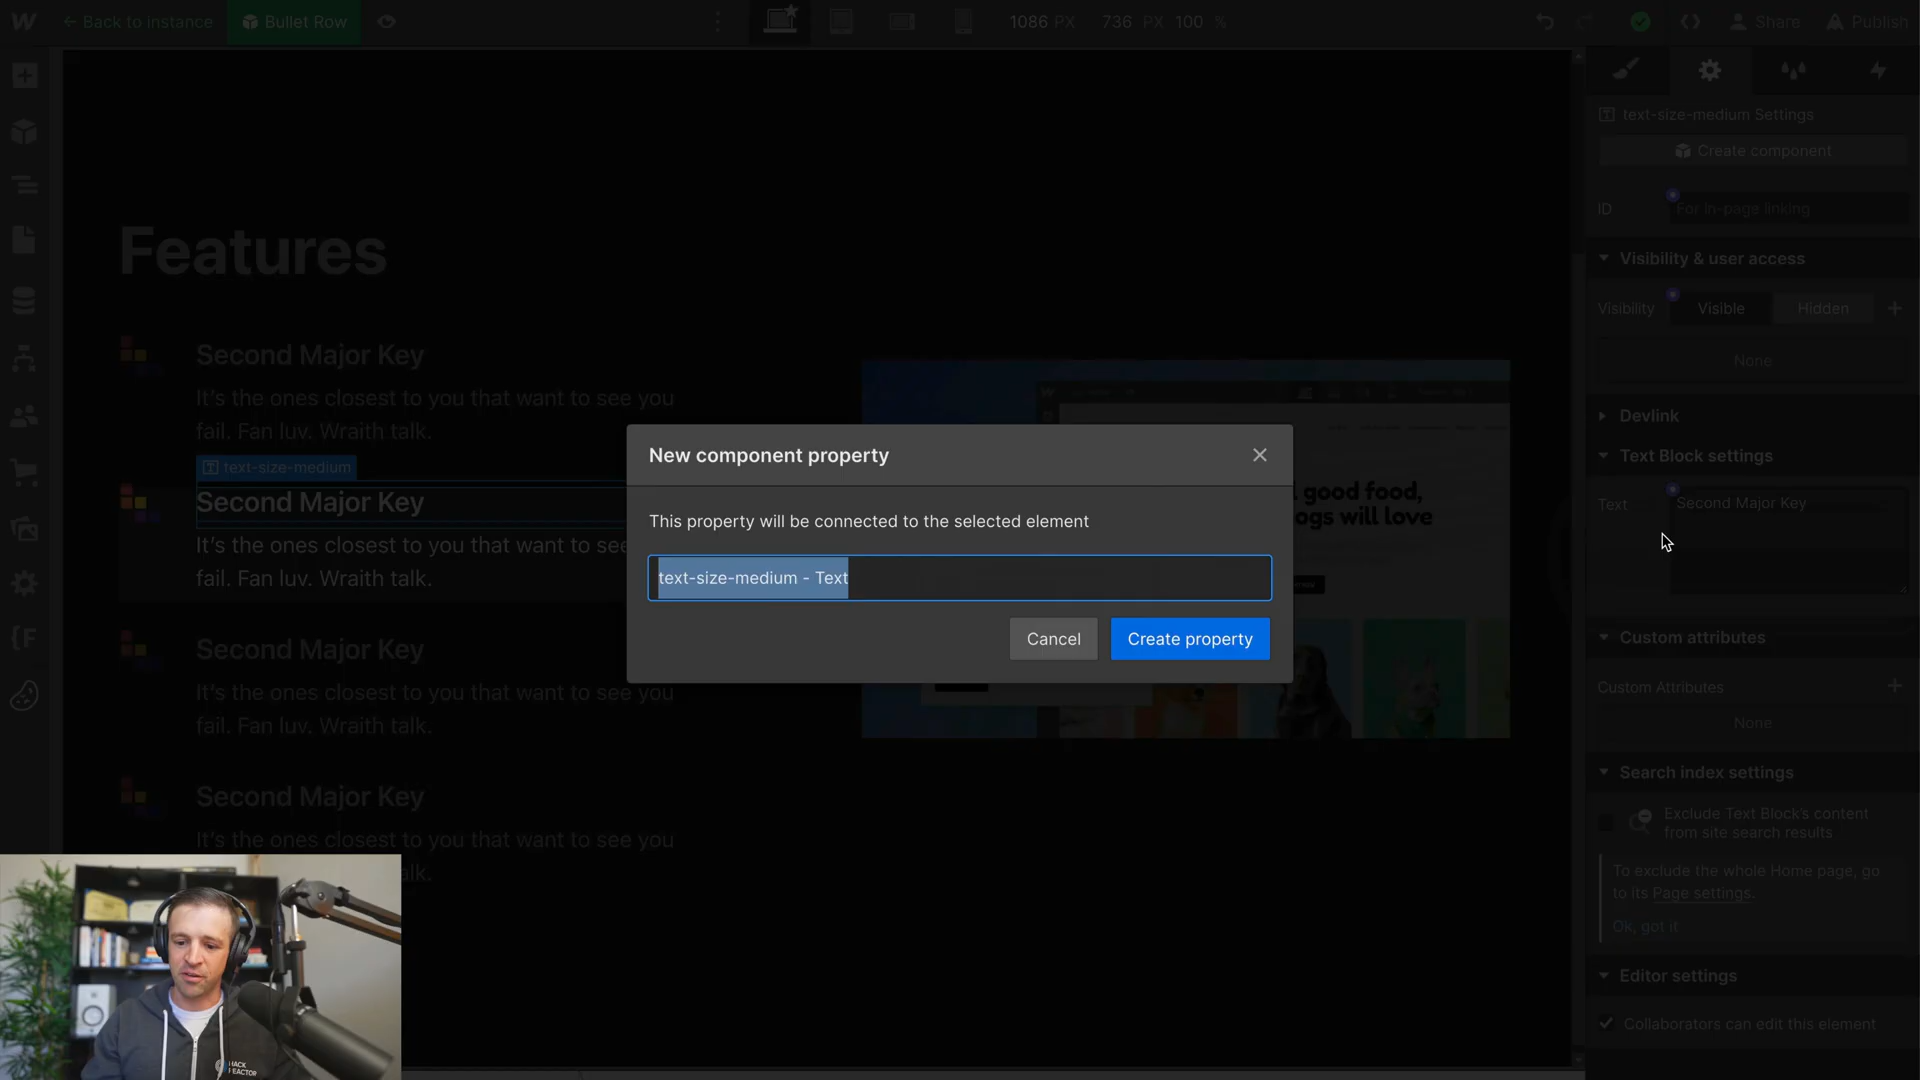 Back to instance
Bullet Row
1086 PX 736 PX 100 %
Share
Publish
text-size-medium Settings
Create component
ID
For in-page linking
Visibility & user access
Visibility
Visible
Hidden
None
Devlink
Text Block settings
Text
Second Major Key
Custom attributes
Custom Attributes
None
Search index settings
Exclude Text Block's content
from site search results
To exclude the whole Home page, go
to its Page settings.
Ok, got it
Editor settings
Collaborators can edit this element
Features
Second Major Key
It's the ones closest to you that want to see you
fail. Fan luv. Wraith talk.
text-size-medium
Second Major Key
It's the ones closest to you that want to see
fail. Fan luv. Wraith talk.
Second Major Key
It's the ones closest to you that want to see you
fail. Fan luv. Wraith talk.
Second Major Key
It's the ones closest to you that want to see you
lk.
good food,
ogs will love
New component property
This property will be connected to the selected element
text-size-medium - Text
Cancel
Create property
HACK
REACTOR